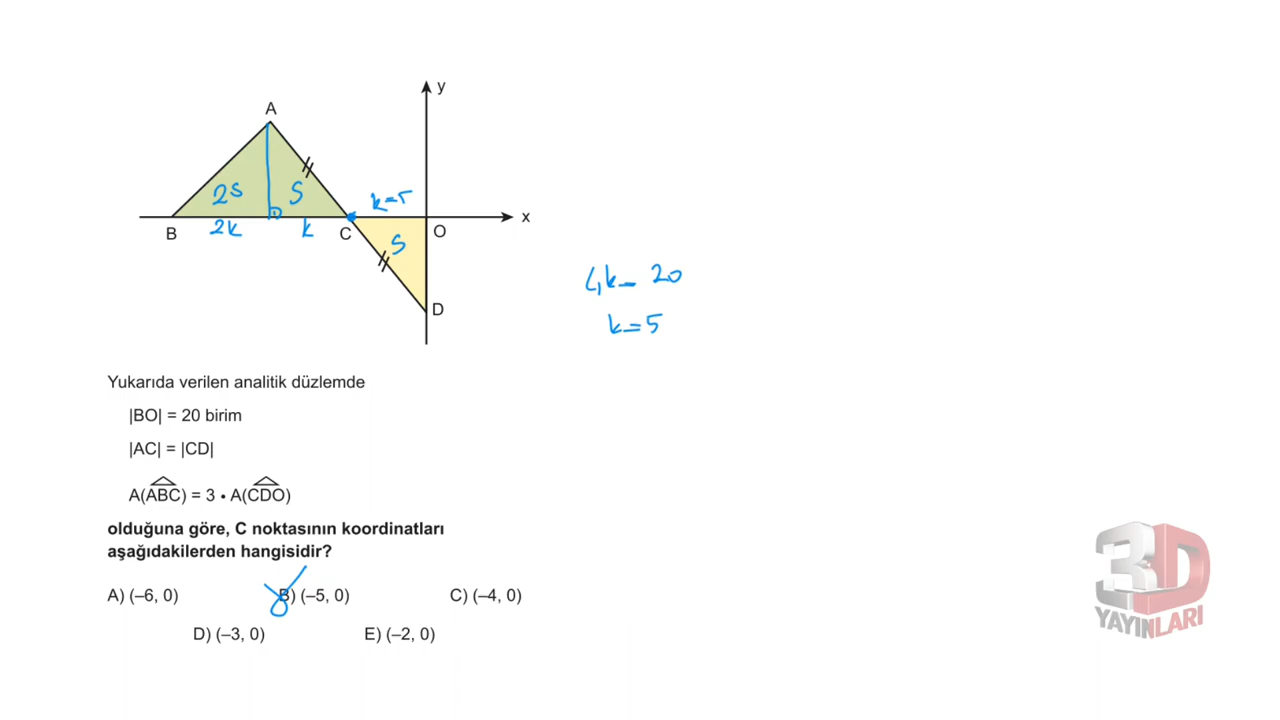 y
A
2S
S
k=5
x
B
2k
k
C
S
O
D
4k=20
k=5
Yukarıda verilen analitik düzlemde
|BO| = 20 birim
|AC| = |CD|
A(ABC) = 3 • A(CDO)
olduğuna göre, C noktasının koordinatları
aşağıdakilerden hangisidir?
A) (–6, 0) B) (–5, 0) C) (–4, 0)
D) (–3, 0) E) (–2, 0)
3D
YAYINLARI